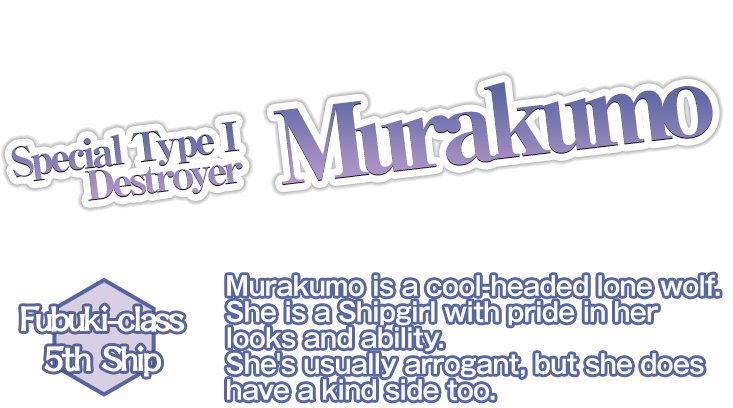 Special Type I
Destroyer
Murakumo
Fubuki-class
5th Ship
Murakumo is a cool-headed lone wolf.
She is a Shipgirl with pride in her
looks and ability.
She's usually arrogant, but she does
have a kind side too.